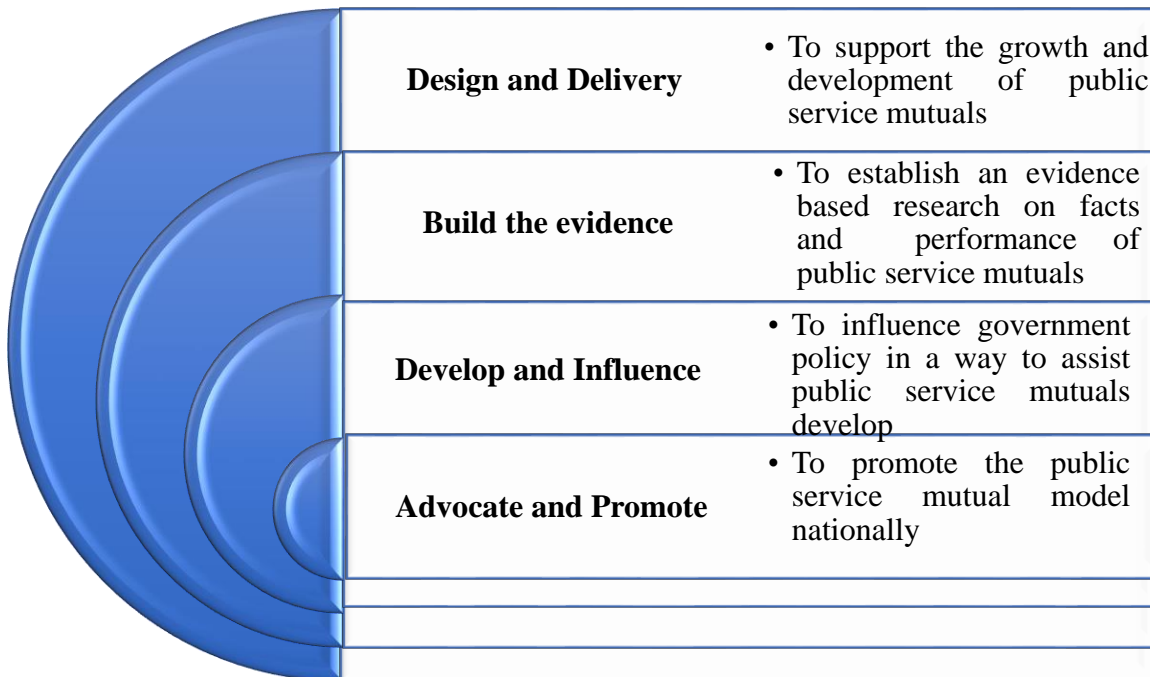 Design and Delivery
• To support the growth and
development of public
service mutuals
Build the evidence
• To establish an evidence
based research on facts
and performance of
public service mutuals
Develop and Influence
• To influence government
policy in a way to assist
public service mutuals
develop
Advocate and Promote
• To promote the public
service mutual model
nationally